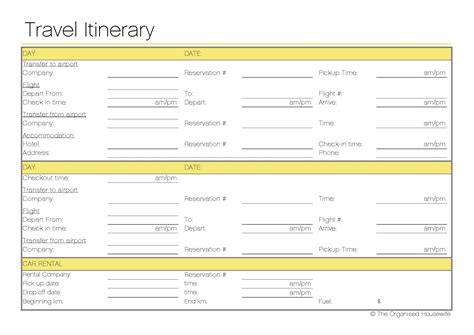 Travel Itinerary
DAY: DATE:
Transfer to airport
Company: Reservation # Pickup Time: am/pm
Flight
Depart From: To: Flight #:
Check in time: am/pm Depart: am/pm Arrive: am/pm
Transfer from airport
Company: Reservation #
Accommodation
Hotel: Reservation # Check-in time: am/pm
Address: Phone:
DAY: DATE:
Checkout time: am/pm
Transfer to airport
Company: Reservation # Pickup Time: am/pm
Flight
Depart From: To: Flight #:
Check in time: am/pm Depart: am/pm Arrive: am/pm
Transfer from airport
Company: Reservation # Pickup Time: am/pm
CAR RENTAL
Rental Company: Reservation #
Pick up date: time: am/pm
Drop off date: time: am/pm
Beginning km: End km: Fuel: $
© The Organised Housewife